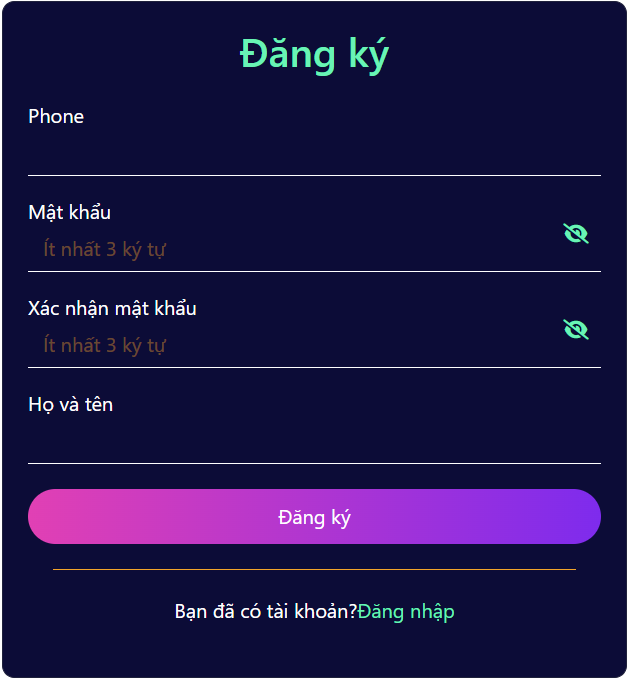 Đăng ký
Phone
Mật khẩu
Ít nhất 3 ký tự
Xác nhận mật khẩu
Ít nhất 3 ký tự
Họ và tên
Đăng ký
Bạn đã có tài khoản?Đăng nhập